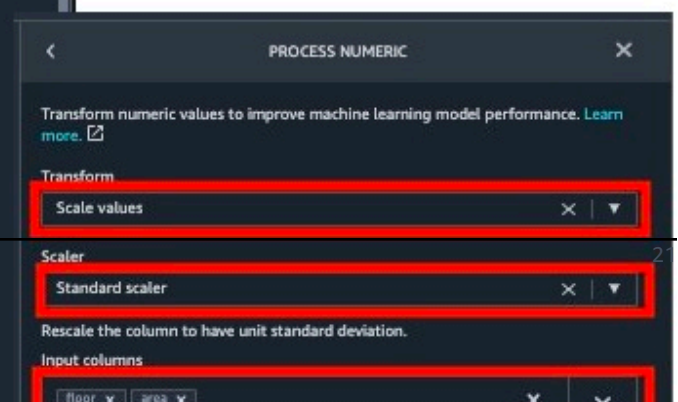 PROCESS NUMERIC
Transform numeric values to improve machine learning model performance. Learn
more.
Transform
Scale values
21
Scaler
Standard scaler
Rescale the column to have unit standard deviation.
Input columns
floor x area x